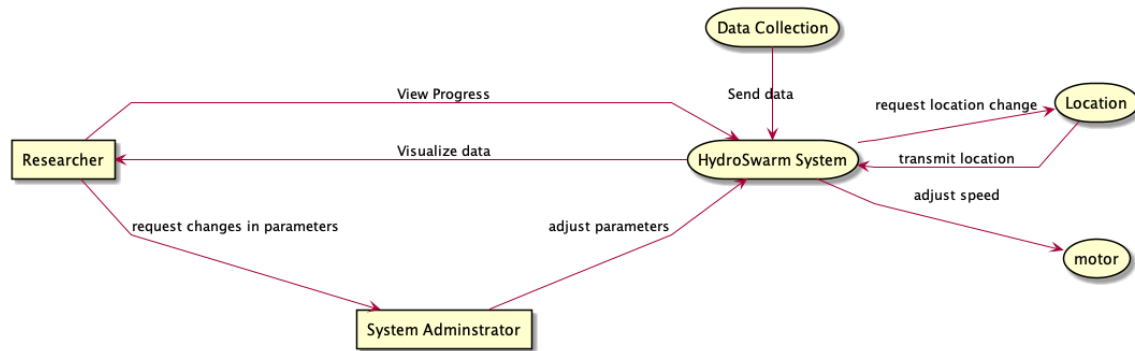 Data Collection
View Progress
Send data
request location change
Location
Researcher
Visualize data
HydroSwarm System
transmit location
adjust speed
request changes in parameters
adjust parameters
motor
System Adminstrator